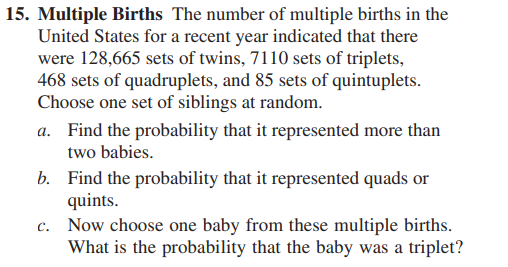 15. Multiple Births The number of multiple births in the
United States for a recent year indicated that there
were 128,665 sets of twins, 7110 sets of triplets,
468 sets of quadruplets, and 85 sets of quintuplets.
Choose one set of siblings at random.
a. Find the probability that it represented more than
two babies.
b. Find the probability that it represented quads or
quints.
c. Now choose one baby from these multiple births.
What is the probability that the baby was a triplet?